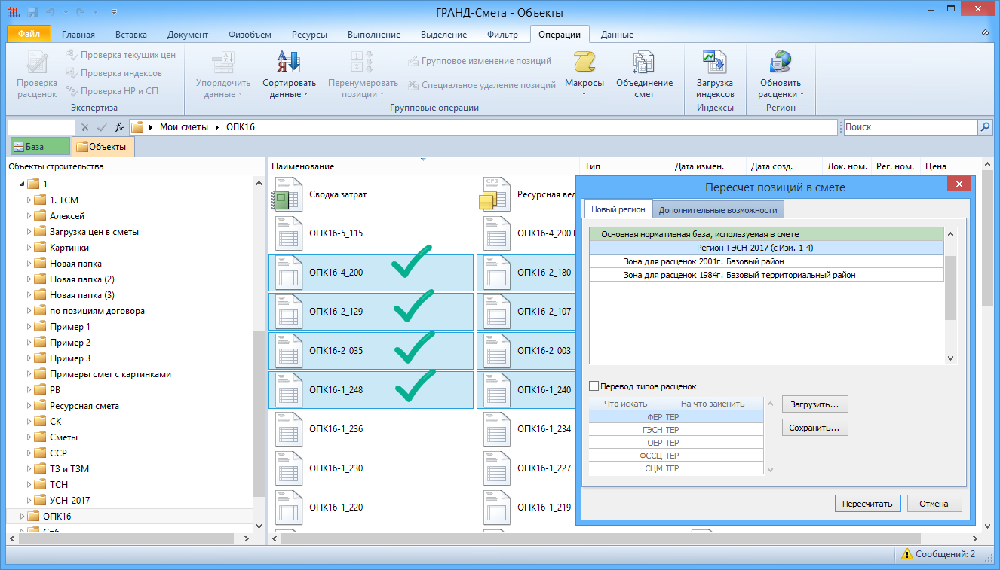 ГРАНД-Смета - Объекты
Файл Главная Вставка Документ Физобъем Ресурсы Выполнение Выделение Фильтр Операции Данные
Проверка расценок
Проверка текущих цен
Проверка индексов
Проверка НР и СП
Экспертиза
Упорядочить данные
Сортировать данные
Перенумеровать позиции
Групповое изменение позиций
Специальное удаление позиций
Макросы
Объединение смет
Групповые операции
Загрузка индексов
Индексы
Обновить расценки
Регион
fx Мои сметы ОПК16 Поиск
База Объекты
Объекты строительства
1
1. ТСМ
Алексей
Загрузка цен в сметы
Картинки
Новая папка
Новая папка (2)
Новая папка (3)
по позициям договора
Пример 1
Пример 2
Пример 3
Примеры смет с картинками
РВ
Ресурсная смета
СК
Сметы
ССР
ТЗ и ТЗМ
ТСН
УСН-2017
ОПК16
Спб
Наименование Тип Дата измен. Дата созд. Лок. ном. Рег. ном. Цена
Сводка затрат Ресурсная вед
ОПК16-5_115 ОПК16-4_200
ОПК16-4_200 ОПК16-2_180
ОПК16-2_129 ОПК16-2_107
ОПК16-2_035 ОПК16-2_003
ОПК16-1_248 ОПК16-1_240
ОПК16-1_236 ОПК16-1_234
ОПК16-1_230 ОПК16-1_227
ОПК16-1_220 ОПК16-1_219
Пересчет позиций в смете
Новый регион Дополнительные возможности
Основная нормативная база, используемая в смете
Регион ГЭСН-2017 (с Изм. 1-4)
Зона для расценок 2001г. Базовый район
Зона для расценок 1984г. Базовый территориальный район
Перевод типов расценок
Что искать На что заменить
ФЕР ТЕР
ГЭСН ТЕР
ОЕР ТЕР
ФССЦ ТЕР
СЦМ ТЕР
Загрузить...
Сохранить...
Пересчитать Отмена
Сообщений: 2